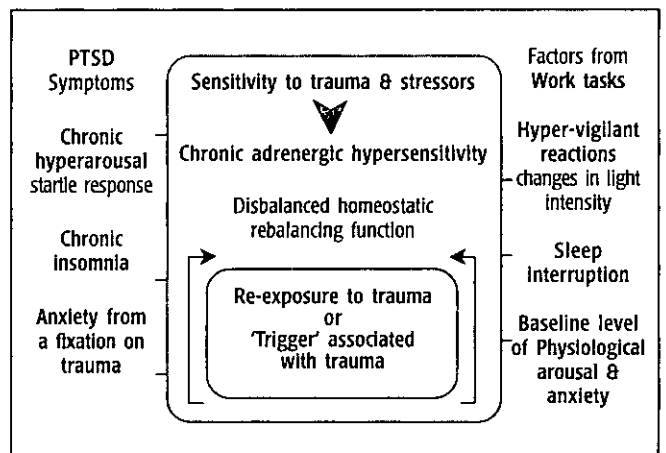 PTSD
Symptoms
Chronic
hyperarousal
startle response
Chronic
insomnia
Anxiety from
a fixation on
trauma
Sensitivity to trauma & stressors
Chronic adrenergic hypersensitivity
Disbalanced homeostatic
rebalancing function
Re-exposure to trauma
or
'Trigger' associated
with trauma
Factors from
Work tasks
Hyper-vigilant
reactions
changes in light
intensity
Sleep
interruption
Baseline level
of Physiological
arousal &
anxiety